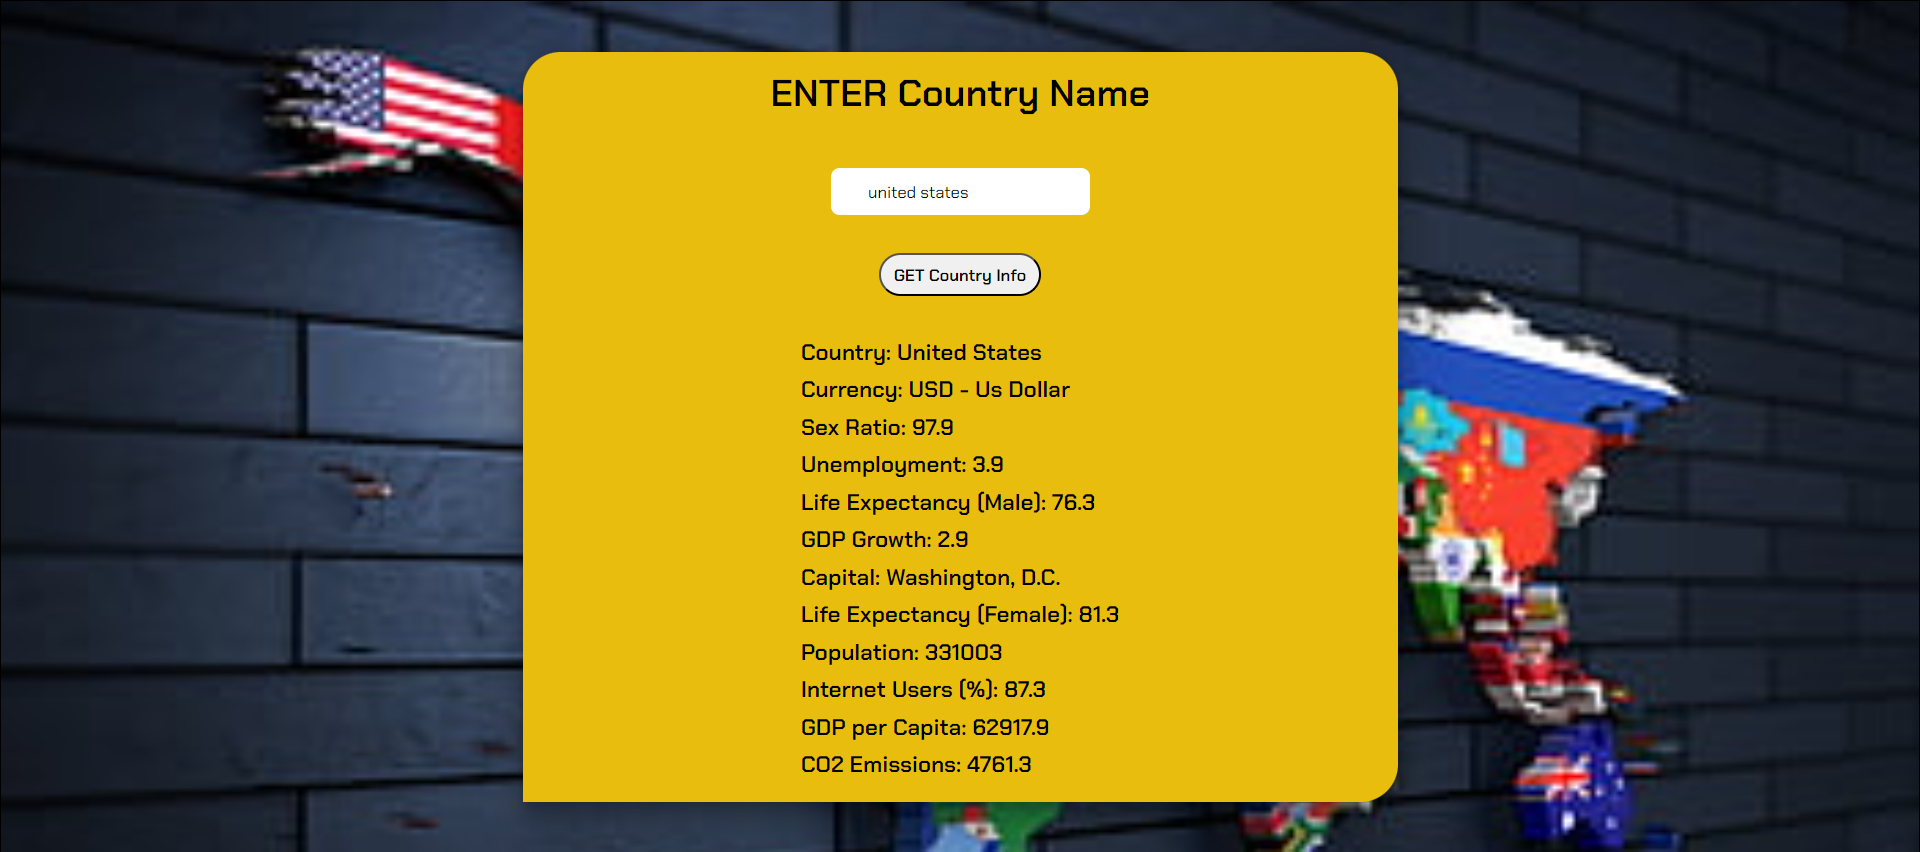 ENTER Country Name
united states
GET Country Info
Country: United States
Currency: USD - Us Dollar
Sex Ratio: 97.9
Unemployment: 3.9
Life Expectancy (Male): 76.3
GDP Growth: 2.9
Capital: Washington, D.C.
Life Expectancy (Female): 81.3
Population: 331003
Internet Users (%): 87.3
GDP per Capita: 62917.9
CO2 Emissions: 4761.3